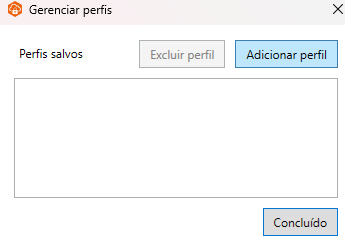 Gerenciar perfis
Perfis salvos
Excluir perfil
Adicionar perfil
Concluído